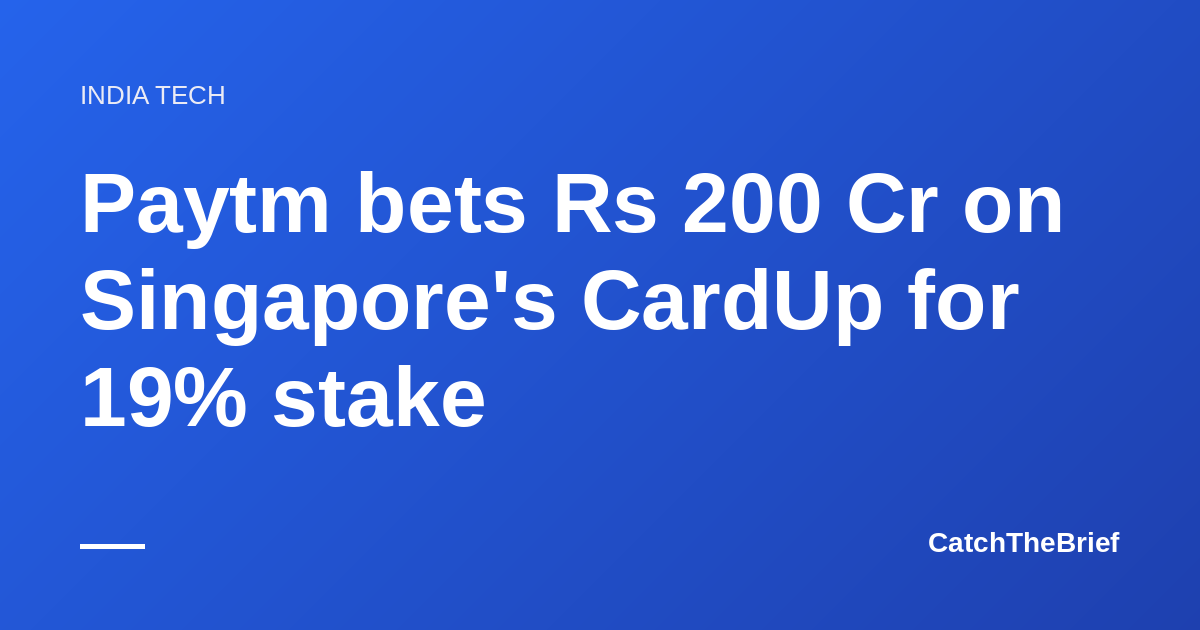 INDIA TECH
Paytm bets Rs 200 Cr on
Singapore's CardUp for
19% stake
CatchTheBrief